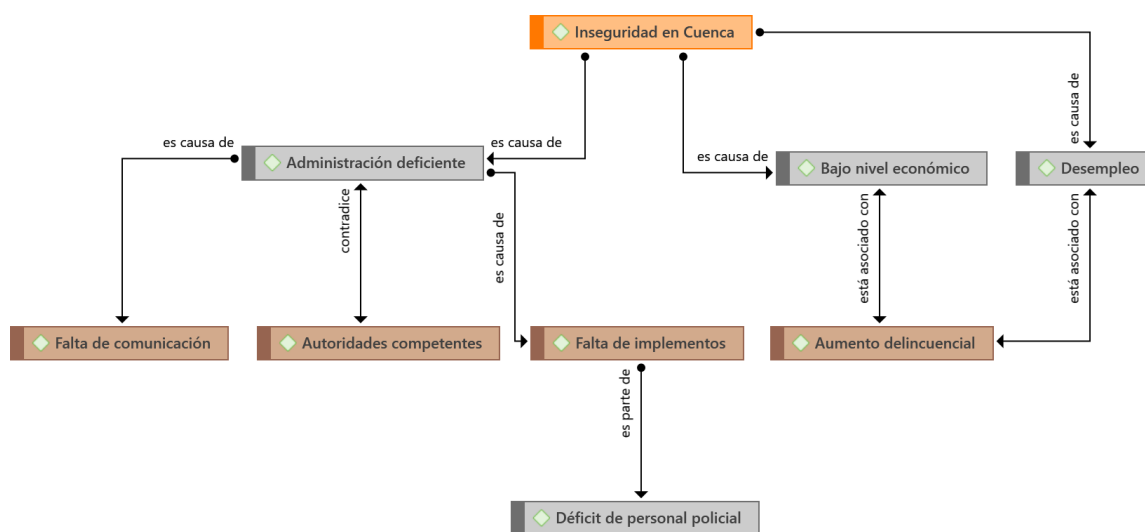 Inseguridad en Cuenca
es causa de
es causa de
es causa de
Administración deficiente
es causa de
Bajo nivel económico
Desempleo
contradice
es causa de
está asociado con
está asociado con
Falta de comunicación
Autoridades competentes
Falta de implementos
Aumento delincuencial
es parte de
Déficit de personal policial